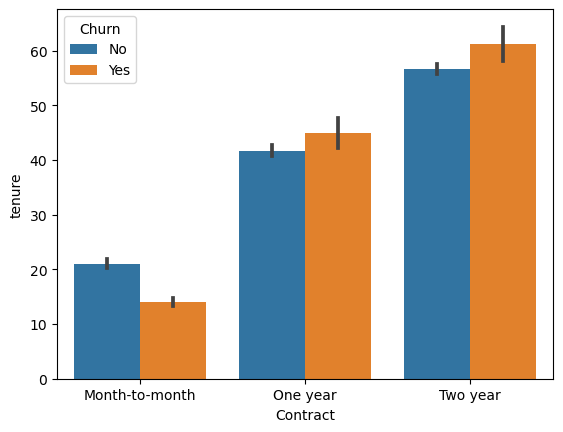 Churn
No
Yes
60
50
40
30
20
10
0
tenure
Month-to-month
One year
Two year
Contract